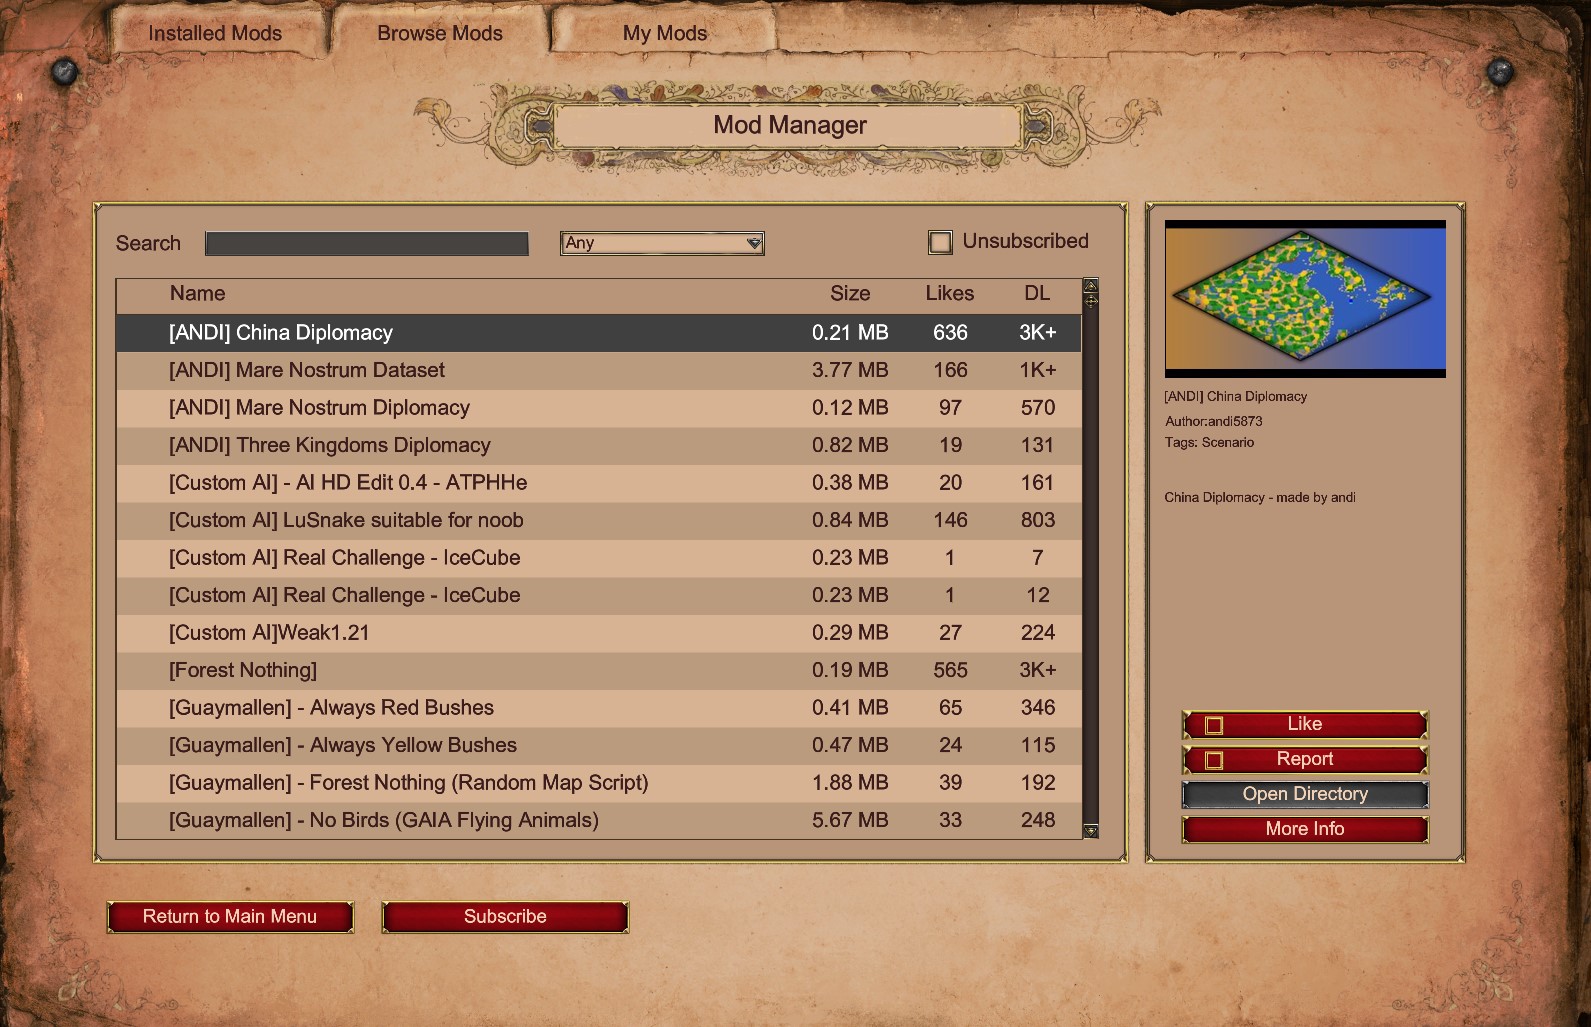 Installed Mods Browse Mods My Mods
Mod Manager
Search Any Unsubscribed
Name Size Likes DL
[ANDI] China Diplomacy 0.21 MB 636 3K+
[ANDI] Mare Nostrum Dataset 3.77 MB 166 1K+
[ANDI] Mare Nostrum Diplomacy 0.12 MB 97 570
[ANDI] Three Kingdoms Diplomacy 0.82 MB 19 131
[Custom AI] - AI HD Edit 0.4 - ATPHHe 0.38 MB 20 161
[Custom AI] LuSnake suitable for noob 0.84 MB 146 803
[Custom AI] Real Challenge - IceCube 0.23 MB 1 7
[Custom AI] Real Challenge - IceCube 0.23 MB 1 12
[Custom AI]Weak1.21 0.29 MB 27 224
[Forest Nothing] 0.19 MB 565 3K+
[Guaymallen] - Always Red Bushes 0.41 MB 65 346
[Guaymallen] - Always Yellow Bushes 0.47 MB 24 115
[Guaymallen] - Forest Nothing (Random Map Script) 1.88 MB 39 192
[Guaymallen] - No Birds (GAIA Flying Animals) 5.67 MB 33 248
[ANDI] China Diplomacy
Author:andi5873
Tags: Scenario
China Diplomacy - made by andi
Like
Report
Open Directory
More Info
Return to Main Menu Subscribe